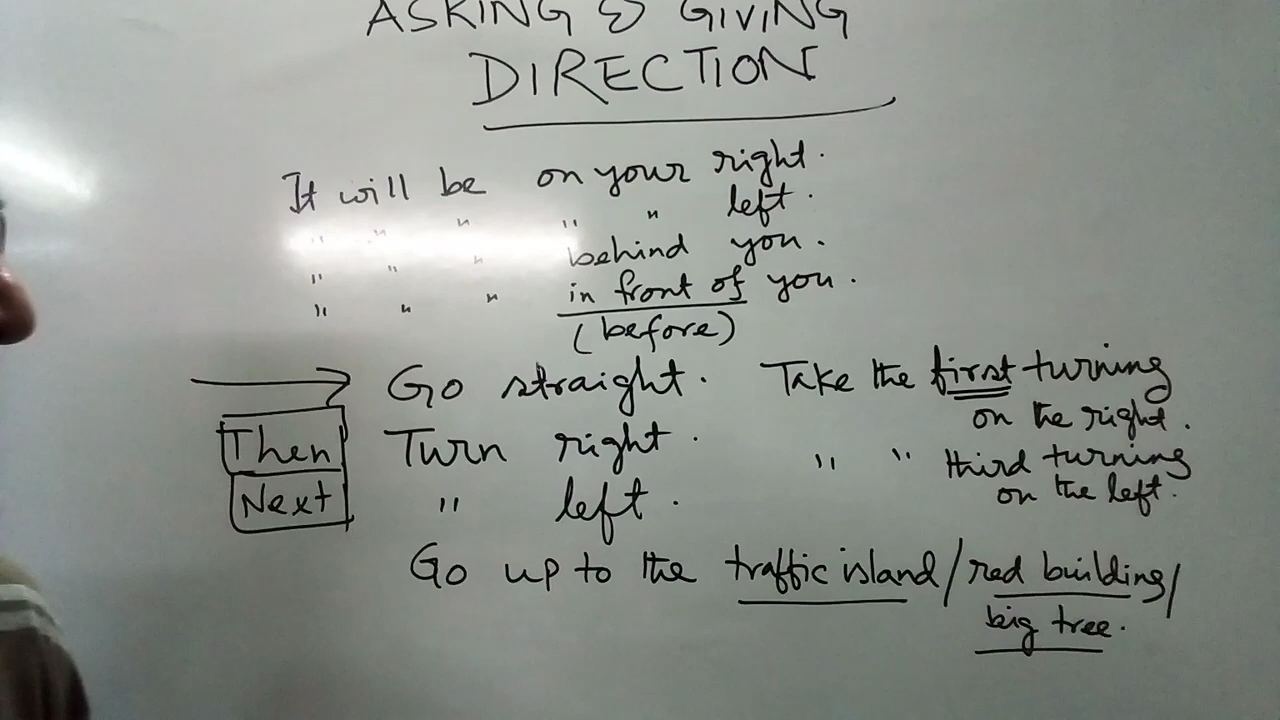 ASKING & GIVING
DIRECTION
It will be on your right.
" " " " " left.
" " " behind you.
" " " in front of you.
(before)
Go straight. Take the first turning
on the right.
Then Turn right. " " third turning
on the left.
Next " left.
Go up to the traffic island/red building/
big tree.